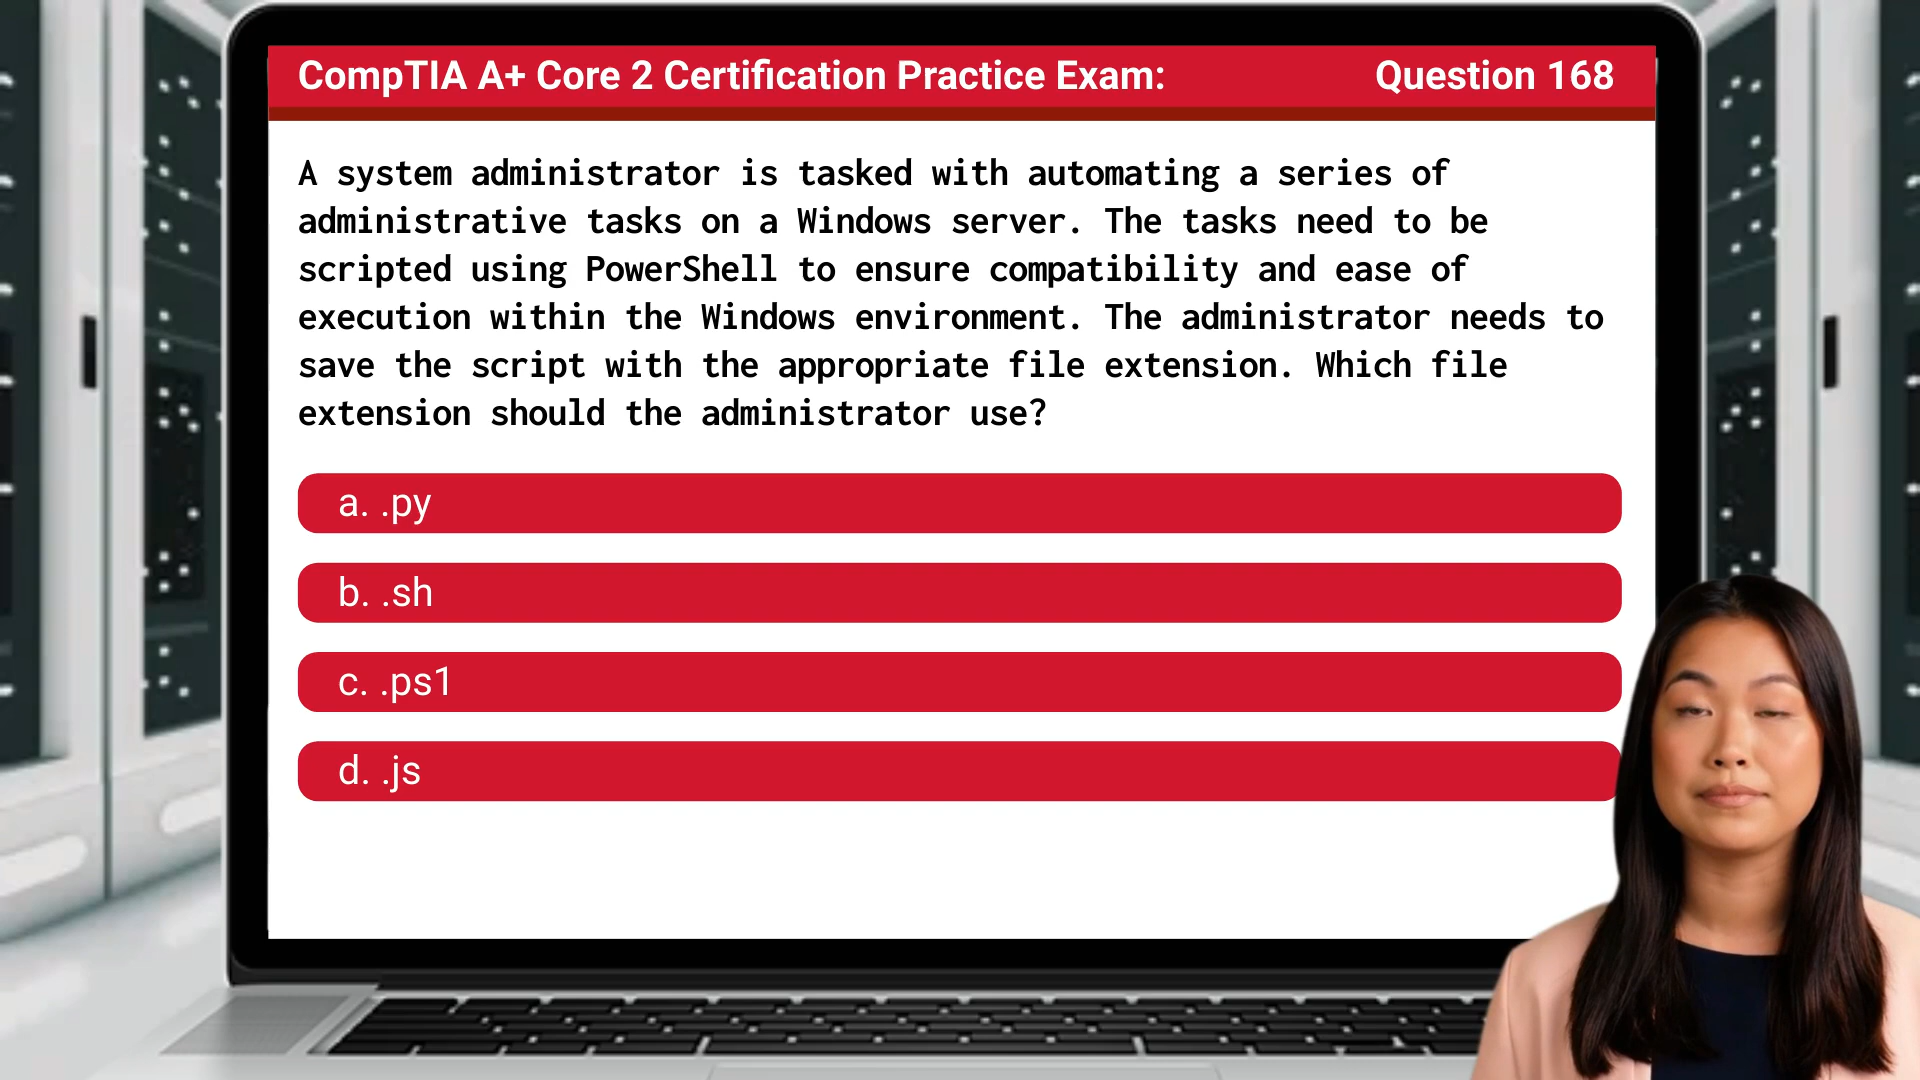 CompTIA A+ Core 2 Certification Practice Exam: Question 168
A system administrator is tasked with automating a series of
administrative tasks on a Windows server. The tasks need to be
scripted using PowerShell to ensure compatibility and ease of
execution within the Windows environment. The administrator needs to
save the script with the appropriate file extension. Which file
extension should the administrator use?
a. .py
b. .sh
c. .ps1
d. .js